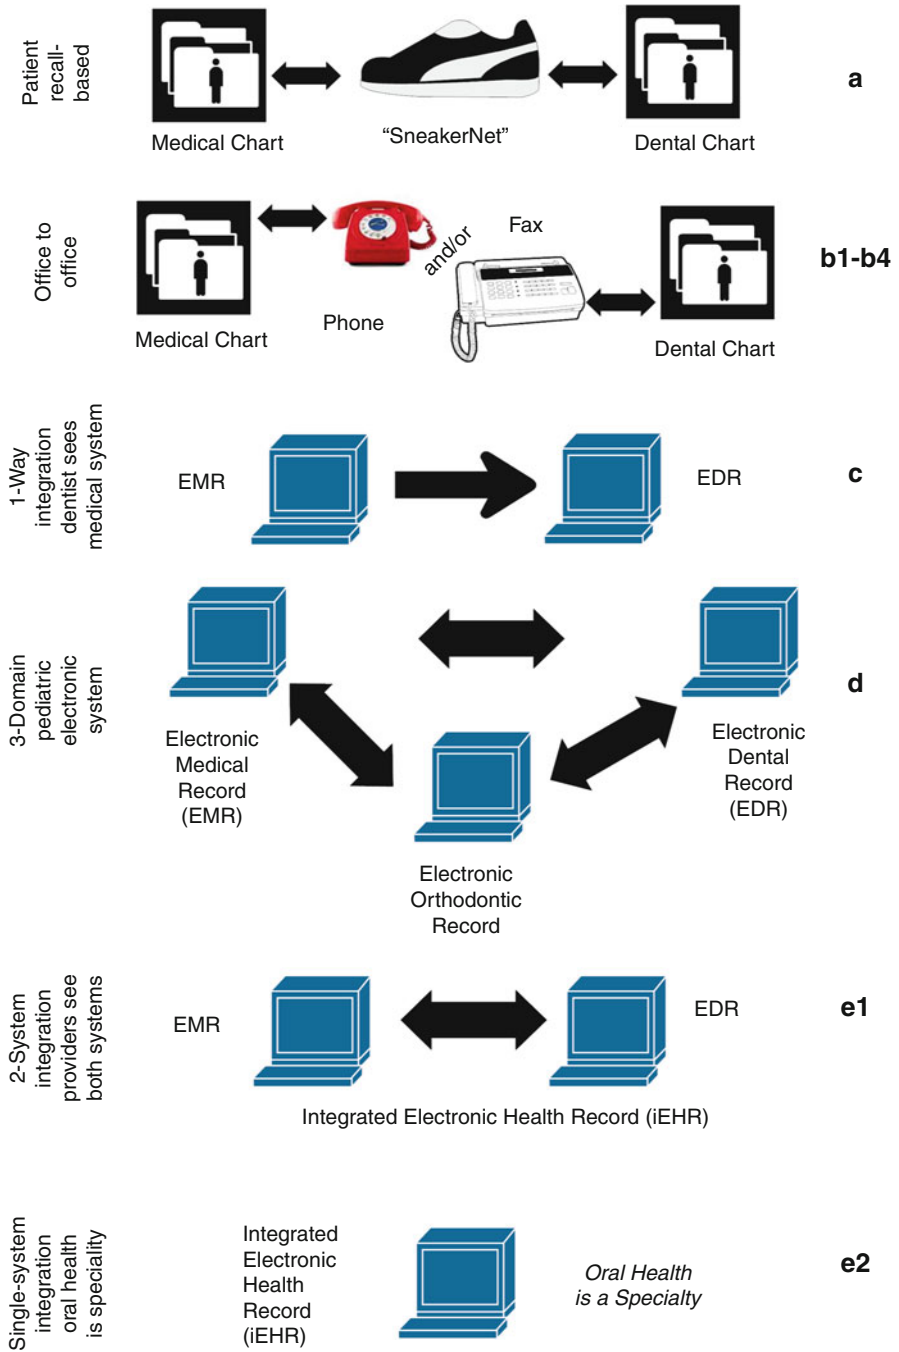 Patient
recall-
based
Medical Chart
“SneakerNet”
Dental Chart
a
Office to
office
Medical Chart
Phone
and/or
Fax
Dental Chart
b1-b4
1-Way
integration
dentist sees
medical system
EMR
EDR
c
3-Domain
pediatric
electronic
system
Electronic
Medical
Record
(EMR)
Electronic
Orthodontic
Record
Electronic
Dental
Record
(EDR)
d
2-System
integration
providers see
both systems
EMR
EDR
Integrated Electronic Health Record (iEHR)
e1
Single-system
integration
oral health
is speciality
Integrated
Electronic
Health
Record
(iEHR)
Oral Health
is a Specialty
e2